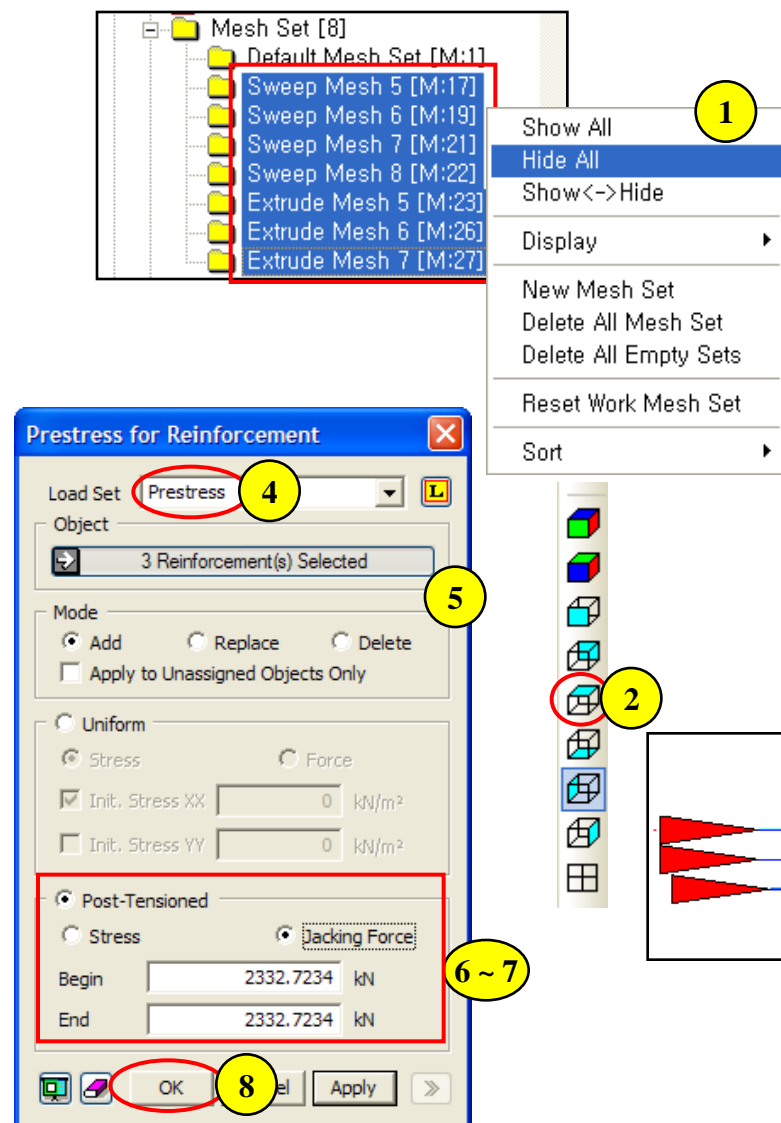 Mesh Set [8]
Default Mesh Set [M:1]
Sweep Mesh 5 [M:17]
Sweep Mesh 6 [M:19]
Sweep Mesh 7 [M:21]
Sweep Mesh 8 [M:22]
Extrude Mesh 5 [M:23]
Extrude Mesh 6 [M:26]
Extrude Mesh 7 [M:27]
1
Show All
Hide All
Show<->Hide
Display
New Mesh Set
Delete All Mesh Set
Delete All Empty Sets
Reset Work Mesh Set
Sort
Prestress for Reinforcement
Load Set Prestress 4 L
Object
3 Reinforcement(s) Selected
5
Mode
Add Replace Delete
Apply to Unassigned Objects Only
Uniform
Stress Force
Init. Stress XX 0 kN/m²
Init. Stress YY 0 kN/m²
Post-Tensioned
Stress Jacking Force
Begin 2332.7234 kN
End 2332.7234 kN
6 ~ 7
OK 8 el Apply
2